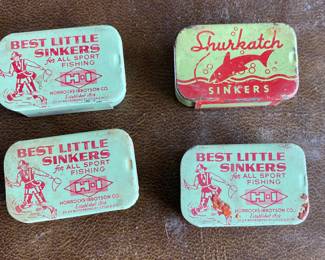 BEST LITTLE
SINKERS
for ALL SPORT
FISHING
H-I
HORROCKS-IBBOTSON CO.
Shurkatch
SINKERS
BEST LITTLE
SINKERS
for ALL SPORT
FISHING
H-I
HORROCKS-IBBOTSON CO.
BEST LITTLE
SINKERS
for ALL SPORT
FISHING
H-I
HORROCKS-IBBOTSON CO.